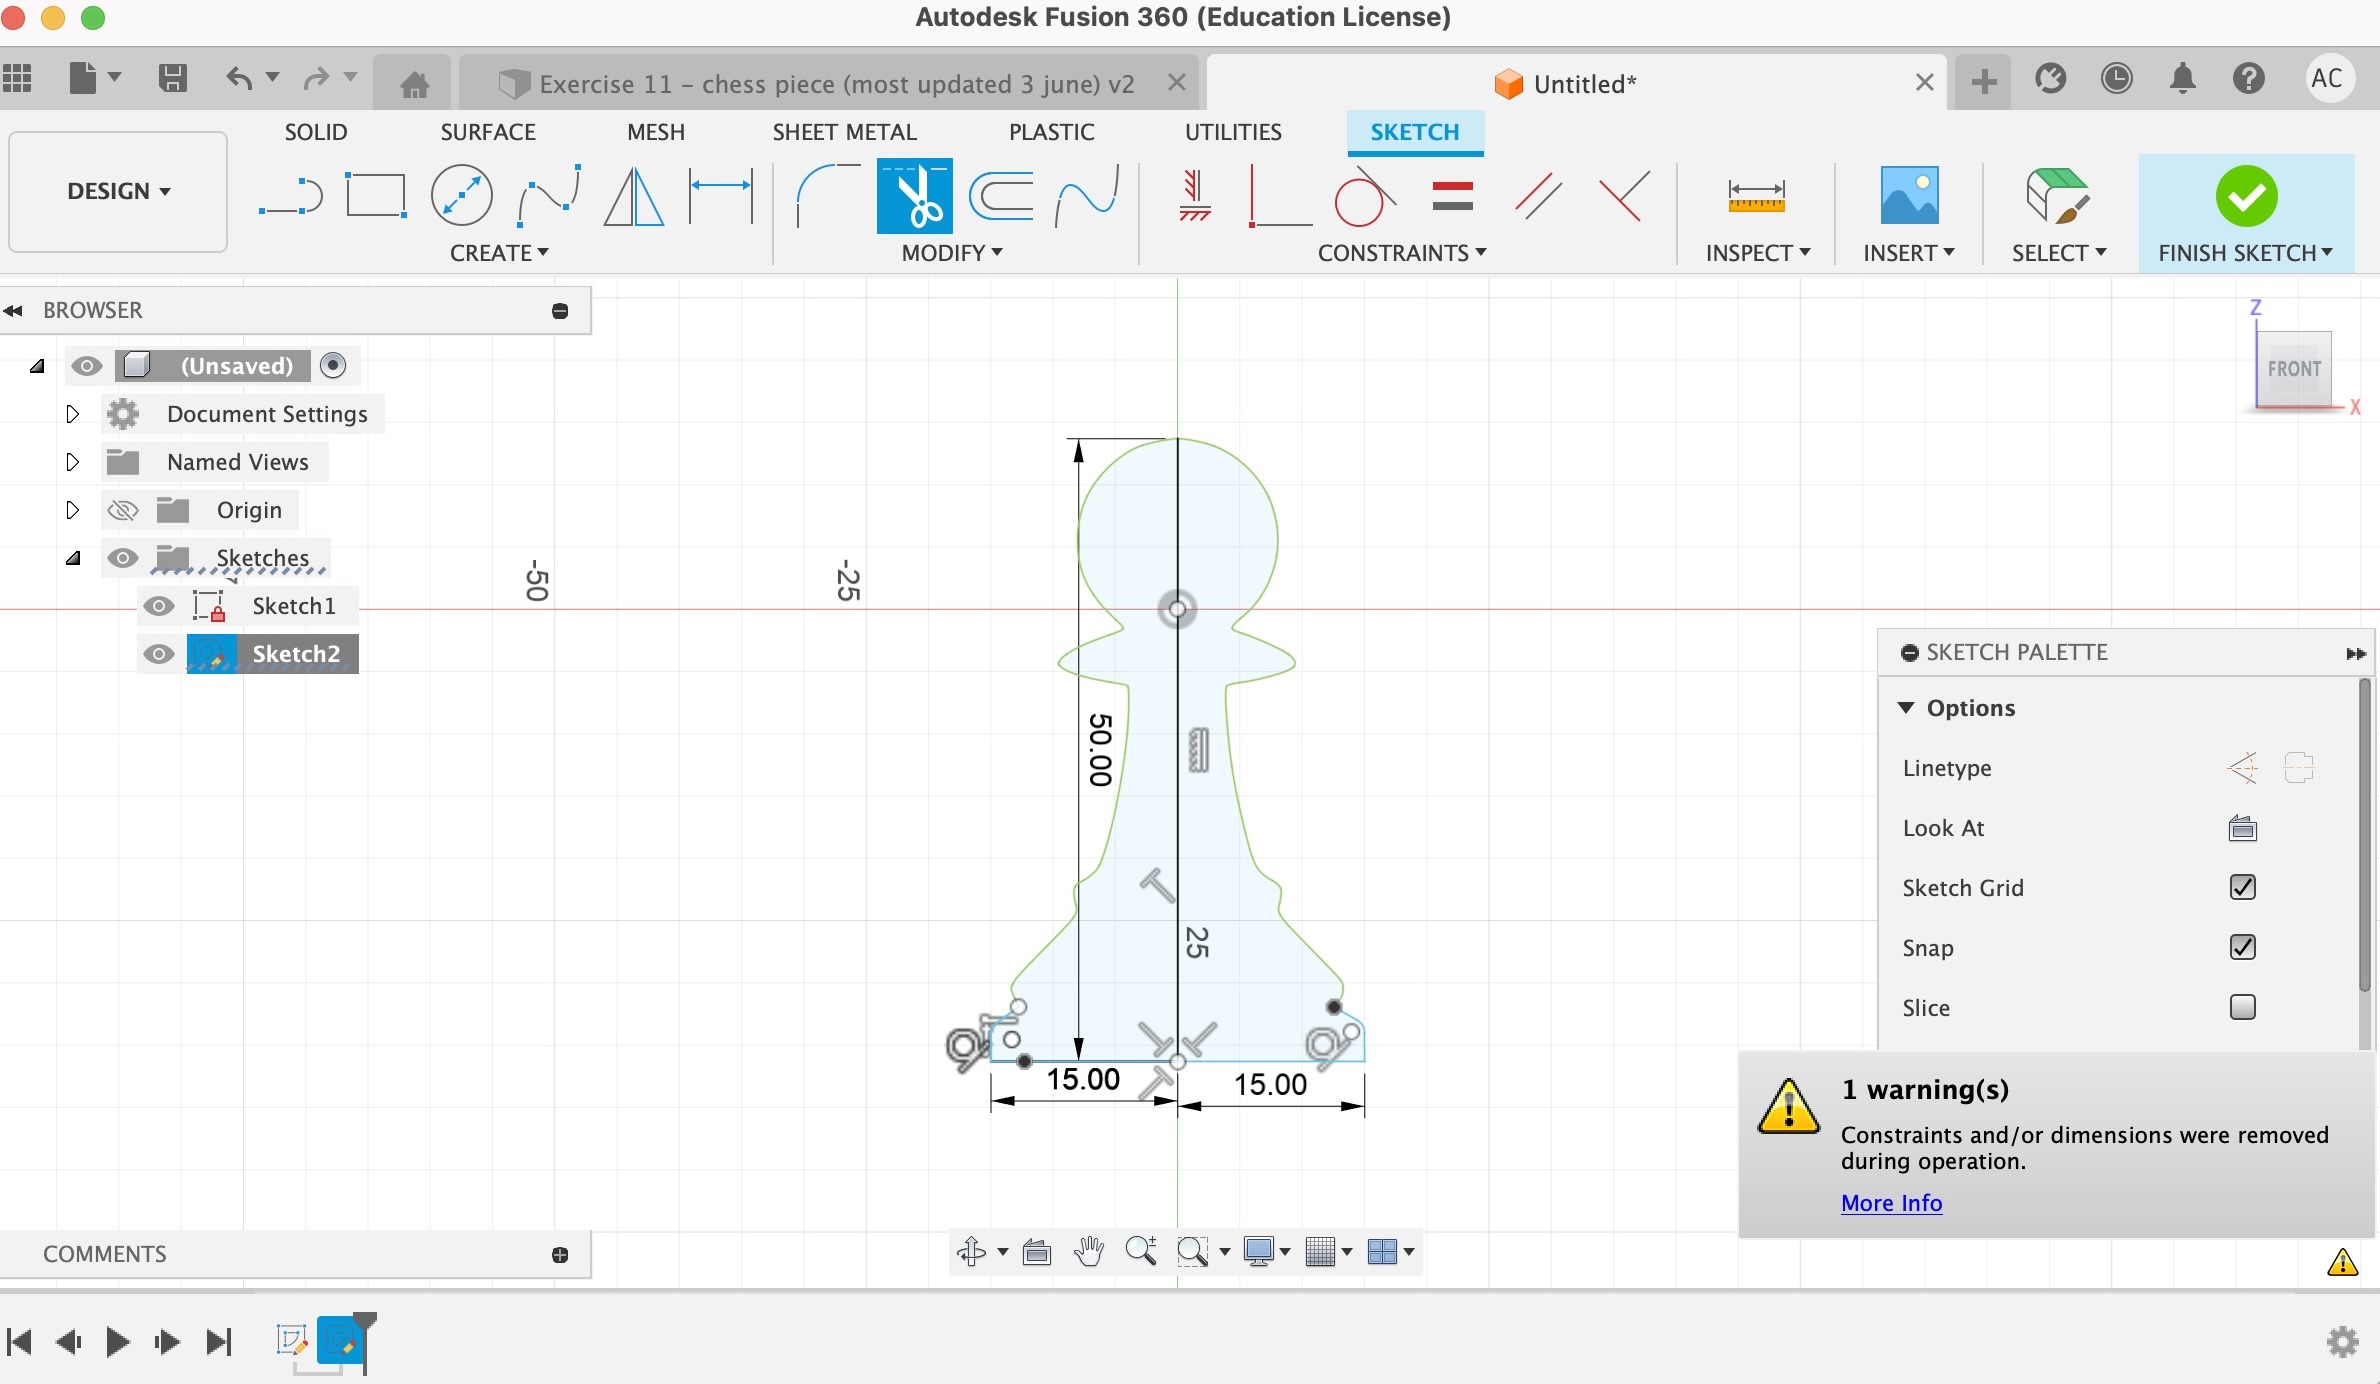 Autodesk Fusion 360 (Education License)
Exercise 11 – chess piece (most updated 3 june) v2
Untitled*
AC
DESIGN
SOLID
SURFACE
MESH
SHEET METAL
PLASTIC
UTILITIES
SKETCH
CREATE
MODIFY
CONSTRAINTS
INSPECT
INSERT
SELECT
FINISH SKETCH
BROWSER
(Unsaved)
Document Settings
Named Views
Origin
Sketches
Sketch1
Sketch2
-50
-25
50.00
25
15.00
15.00
Z
FRONT
X
SKETCH PALETTE
Options
Linetype
Look At
Sketch Grid
Snap
Slice
1 warning(s)
Constraints and/or dimensions were removed
during operation.
More Info
COMMENTS